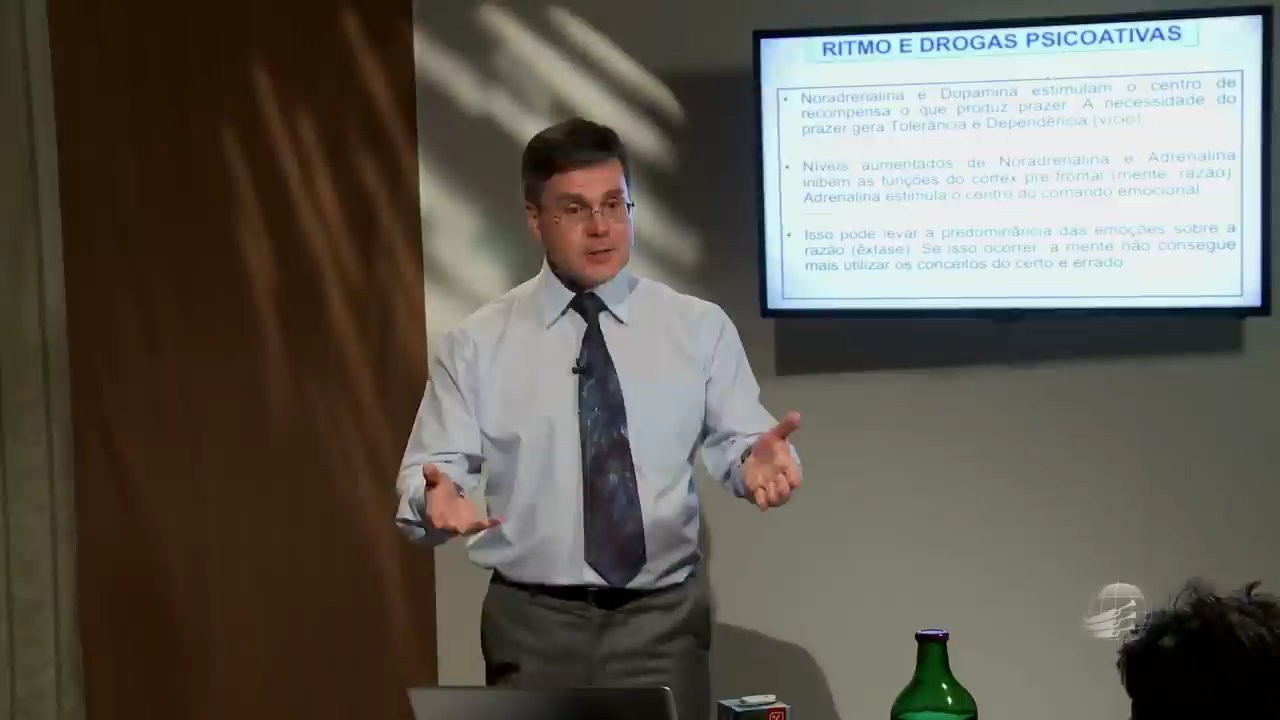 RITMO E DROGAS PSICOATIVAS
• Noradrenalina e Dopamina estimulam o centro de
recompensa o que produz prazer. A necessidade do
prazer gera Tolerância e Dependência (vício)
• Níveis aumentados de Noradrenalina e Adrenalina
inibem as funções do córtex pré-frontal (mente razão)
Adrenalina estimula o centro do comando emocional
• Isso pode levar a predominância das emoções sobre a
razão (êxtase). Se isso ocorrer a mente não consegue
mais utilizar os conceitos do certo e errado